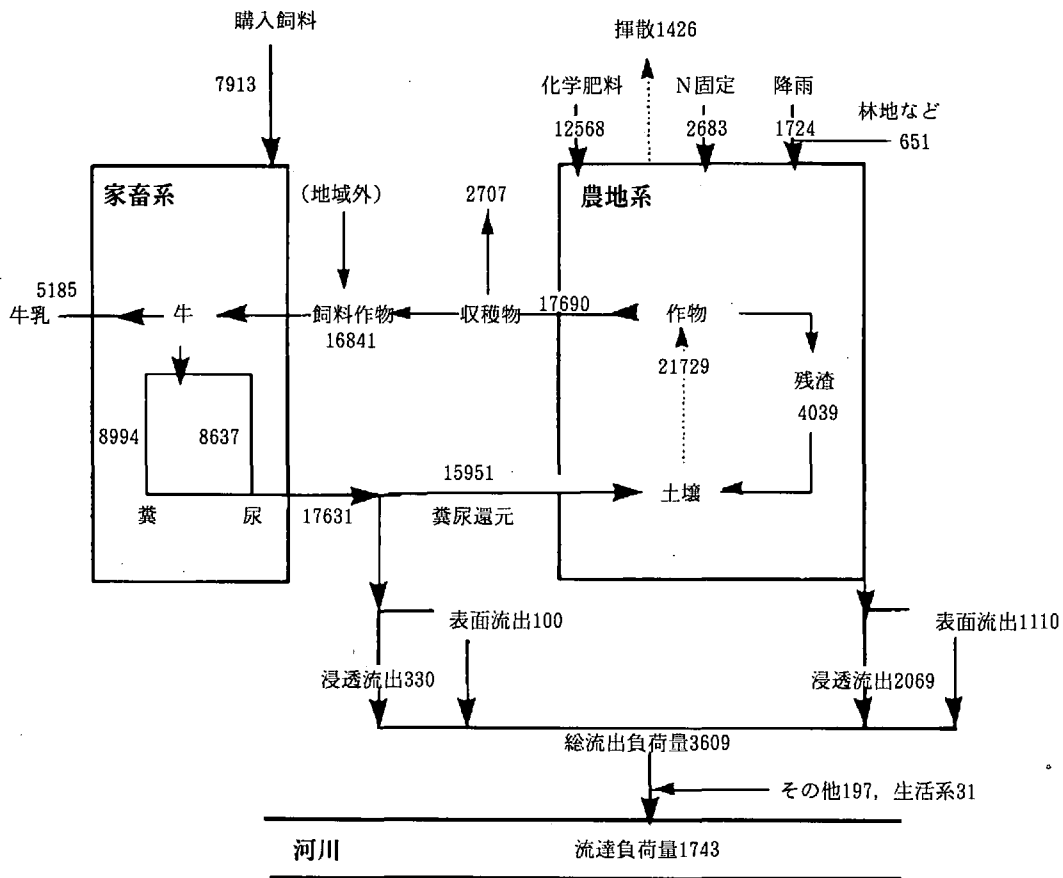 購入飼料
7913
揮散1426
化学肥料
12568
N固定
2683
降雨
1724
林地など
651
家畜系
(地域外)
2707
農地系
5185
牛乳
牛
飼料作物
16841
収穫物
17690
作物
21729
残渣
4039
8994
8637
糞
尿
17631
15951
糞尿還元
土壌
表面流出100
浸透流出330
表面流出1110
浸透流出2069
総流出負荷量3609
その他197, 生活系31
河川
流達負荷量1743